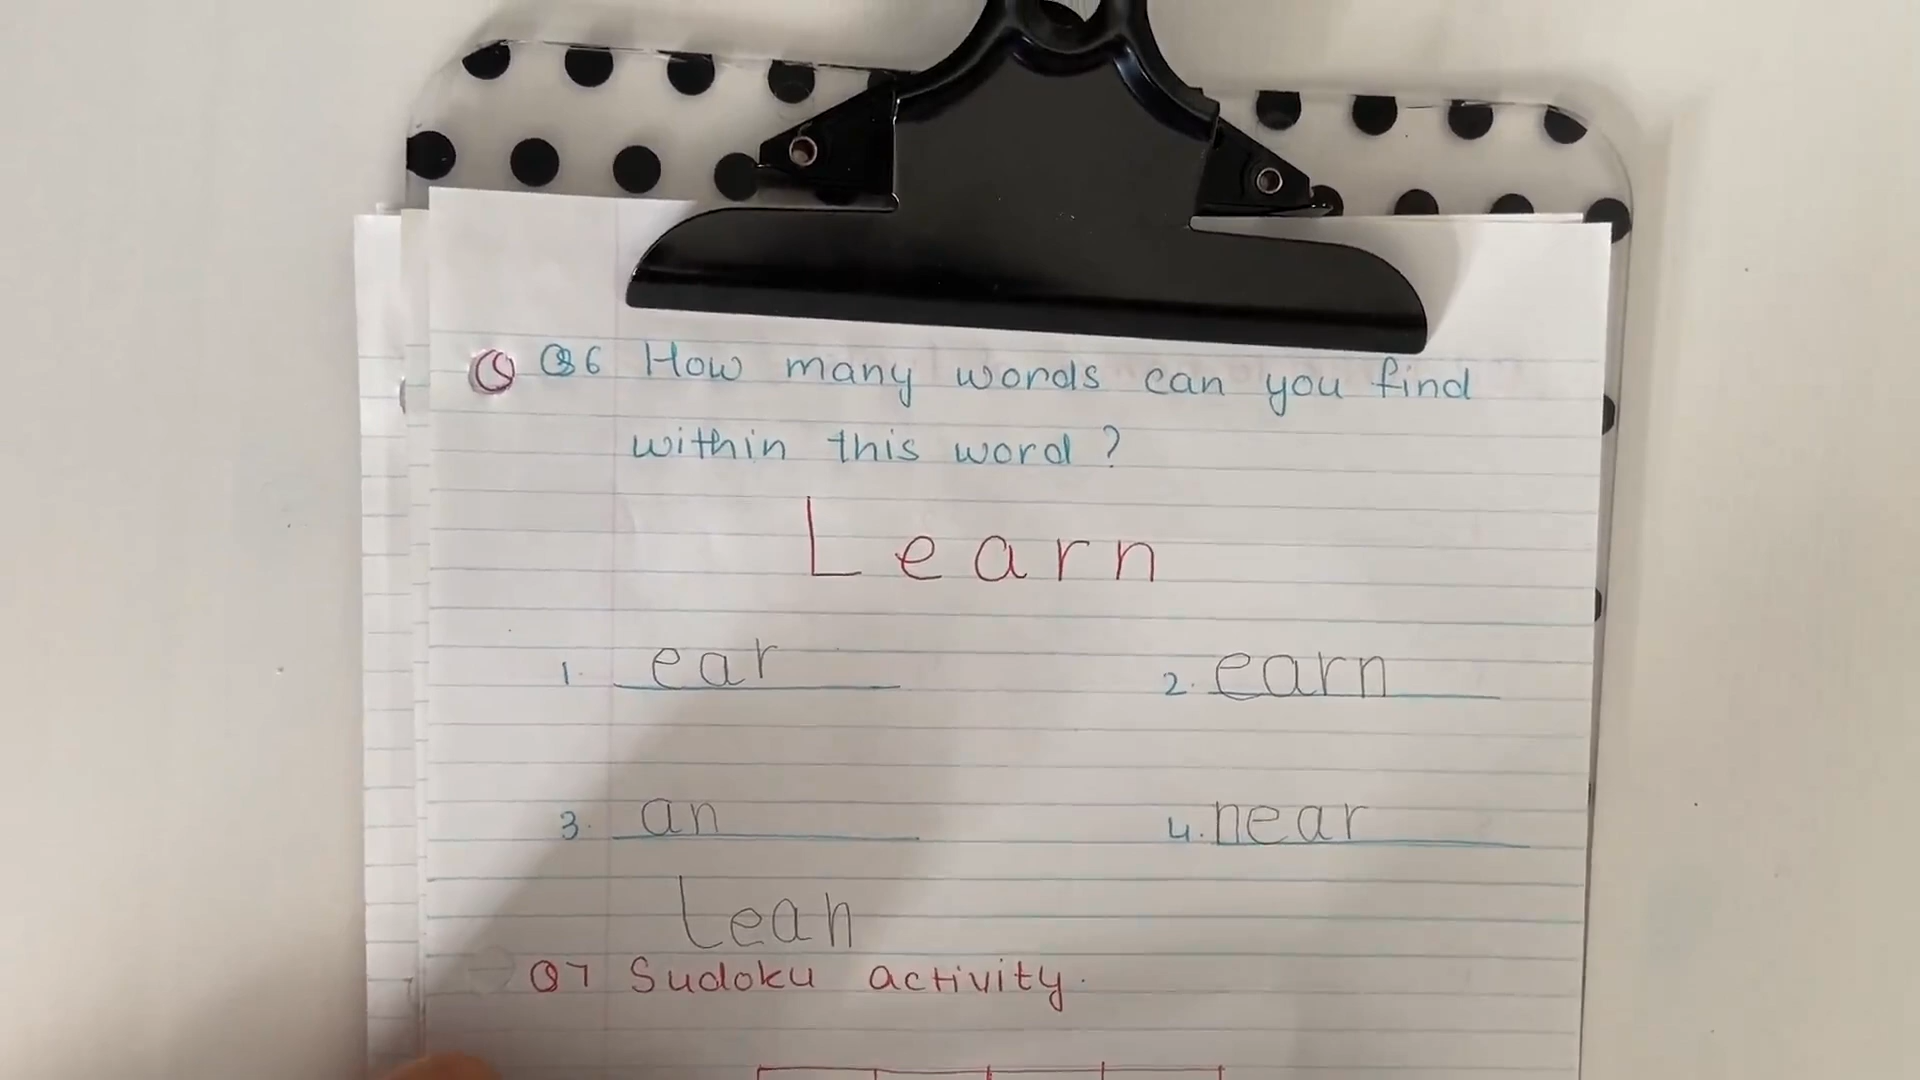 Q Q6 How many words can you find
within this word ?
Learn
1. ear 2. earn
3. an 4. near
Lean
Q7 Sudoku activity.